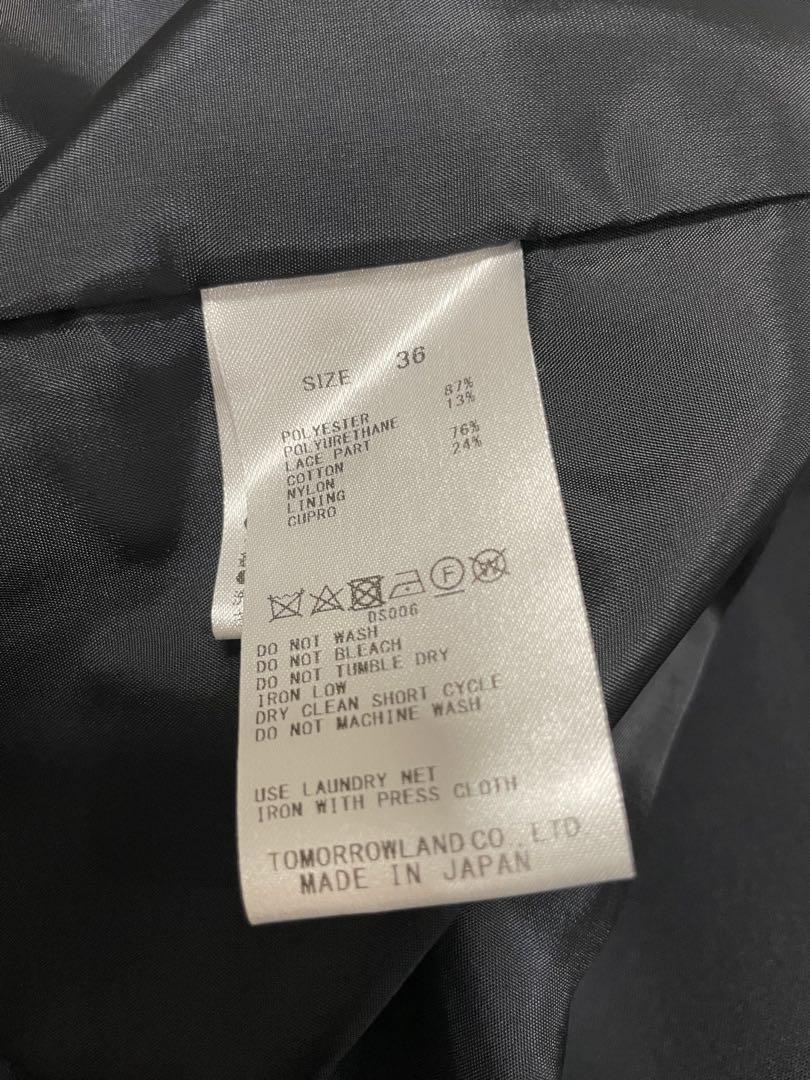 SIZE 36
POLYESTER 87%
POLYURETHANE 13%
LACE PART
COTTON 76%
NYLON 24%
LINING
CUPRO
F W
DS006
DO NOT WASH
DO NOT BLEACH
DO NOT TUMBLE DRY
IRON LOW
DRY CLEAN SHORT CYCLE
DO NOT MACHINE WASH
USE LAUNDRY NET
IRON WITH PRESS CLOTH
TOMORROWLAND CO.,LTD
MADE IN JAPAN